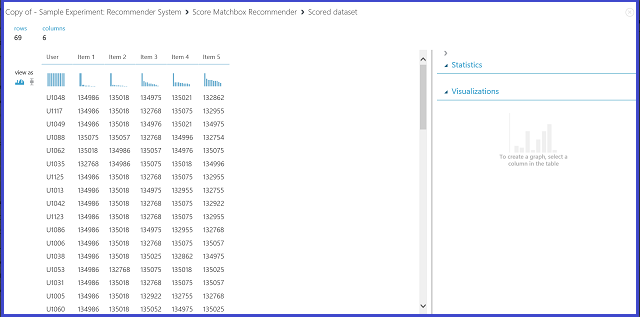 Copy of - Sample Experiment: Recommender System > Score Matchbox Recommender > Scored dataset
rows columns
69 6
User Item 1 Item 2 Item 3 Item 4 Item 5
view as
U1048 134986 135018 134975 135021 132862
U1117 134986 135018 132768 135075 132955
U1049 134986 135018 134976 135021 134975
U1088 135075 135057 132768 134996 132754
U1062 135018 134986 135057 134976 135075
U1035 132768 134986 135075 135018 134996
U1125 134986 135018 132768 135075 132955
U1013 134986 135018 134975 132955 132755
U1042 134986 135018 132768 135075 132922
U1123 134986 135018 132768 135075 132955
U1086 134986 135018 134975 132955 132768
U1006 134986 135018 132768 135075 135057
U1038 134986 135018 135025 132862 134975
U1053 134986 132768 135075 135018 135025
U1031 134986 135018 132768 135075 135057
U1005 134986 135018 132922 132755 132768
U1060 134986 135018 135052 134975 135025
Statistics
Visualizations
To create a graph, select a
column in the table